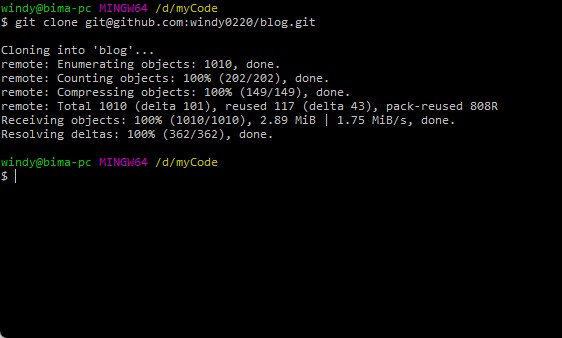 windy@bima-pc MINGW64 /d/myCode
$ git clone git@github.com:windy0220/blog.git
Cloning into 'blog'...
remote: Enumerating objects: 1010, done.
remote: Counting objects: 100% (202/202), done.
remote: Compressing objects: 100% (149/149), done.
remote: Total 1010 (delta 101), reused 117 (delta 43), pack-reused 808R
Receiving objects: 100% (1010/1010), 2.89 MiB | 1.75 MiB/s, done.
Resolving deltas: 100% (362/362), done.
windy@bima-pc MINGW64 /d/myCode
$